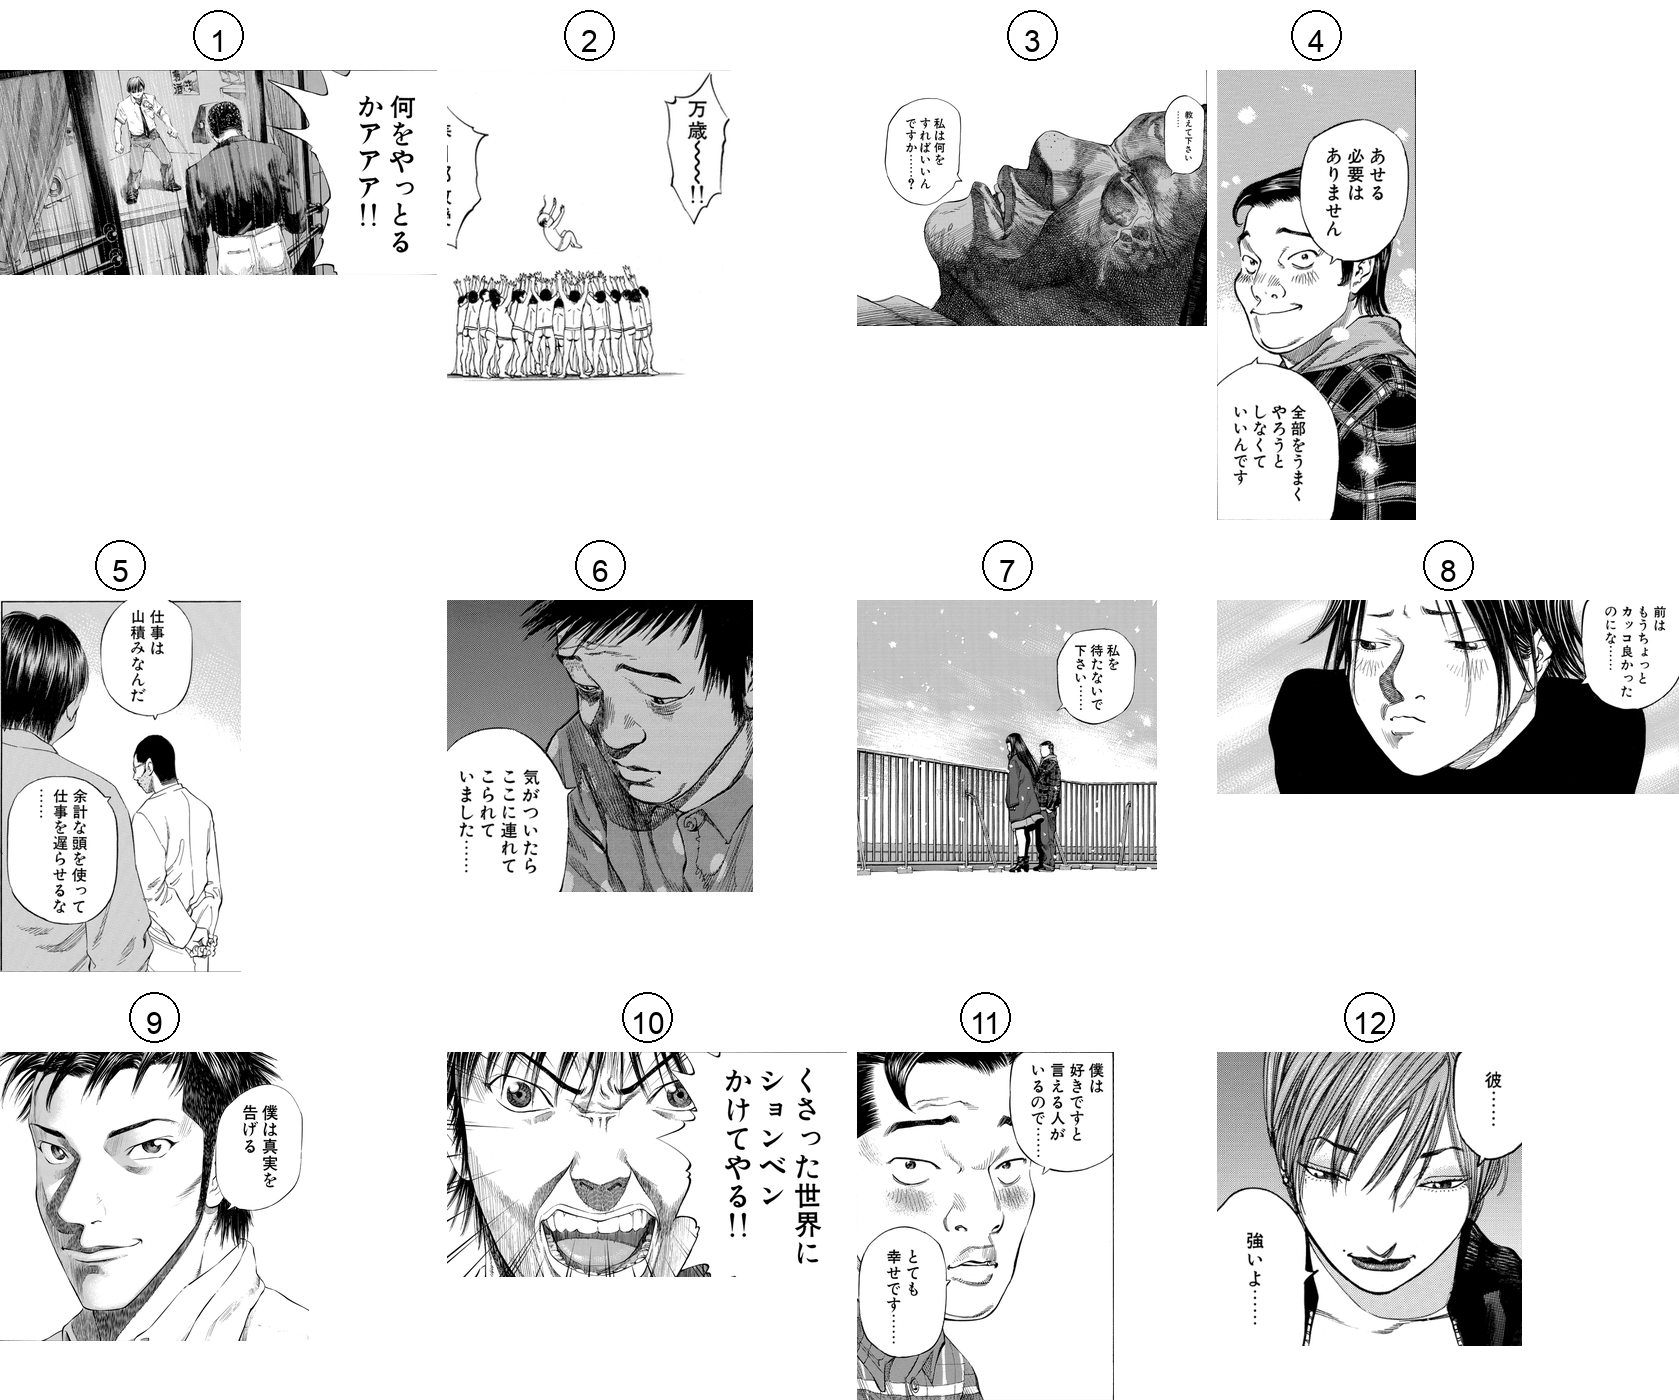 1
何をやっとる
かアアア!!
2
万歳〜〜〜!!
3
教えて下さい
……
私は何を
すればいいん
ですか……?
4
あせる
必要は
ありません
全部をうまく
やろうと
しなくて
いいんです
5
仕事は
山積みなんだ
余計な頭を使って
仕事を遅らせるな
……
6
気がついたら
ここに連れて
こられて
いました……
7
私を
待たないで
下さい……
8
前は
もうちょっと
カッコ良かった
のにな……
9
僕は真実を
告げる
10
くさった世界に
ションベン
かけてやる!!
11
僕は
好きですと
言える人が
いるので……
とても
幸せです……
12
彼……
強いよ……